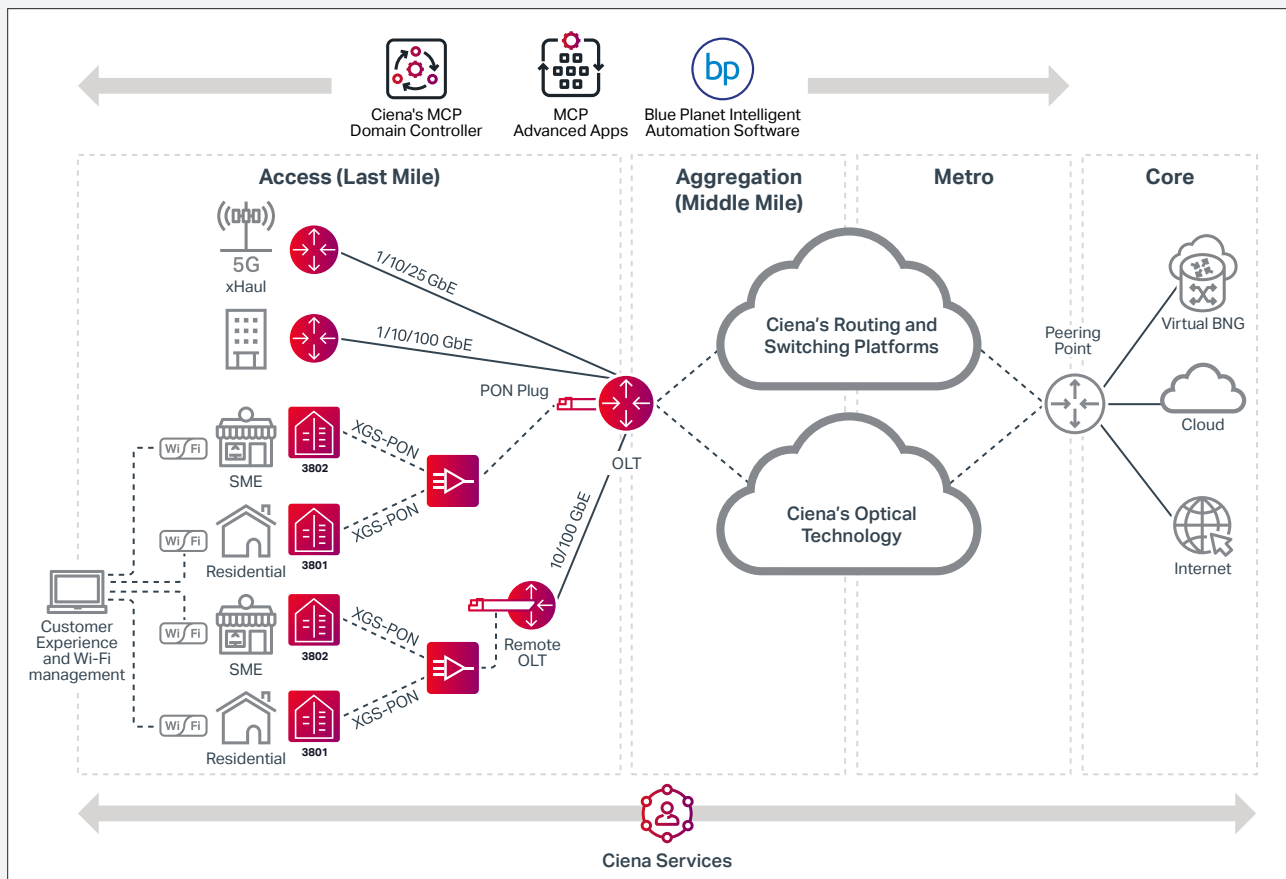 bp
Ciena's MCP
Domain Controller
MCP
Advanced Apps
Blue Planet Intelligent
Automation Software
Access (Last Mile)
Aggregation
(Middle Mile)
Metro
Core
5G
xHaul
1/10/25 GbE
1/10/100 GbE
Ciena's Routing and
Switching Platforms
Virtual BNG
Peering
Point
PON Plug
OLT
Cloud
Wi Fi
SME
3802
XGS-PON
Wi Fi
Residential
3801
XGS-PON
10/100 GbE
Ciena's Optical
Technology
Internet
Customer
Experience
and Wi-Fi
management
Wi Fi
SME
3802
XGS-PON
Remote
OLT
Wi Fi
Residential
3801
XGS-PON
Ciena Services